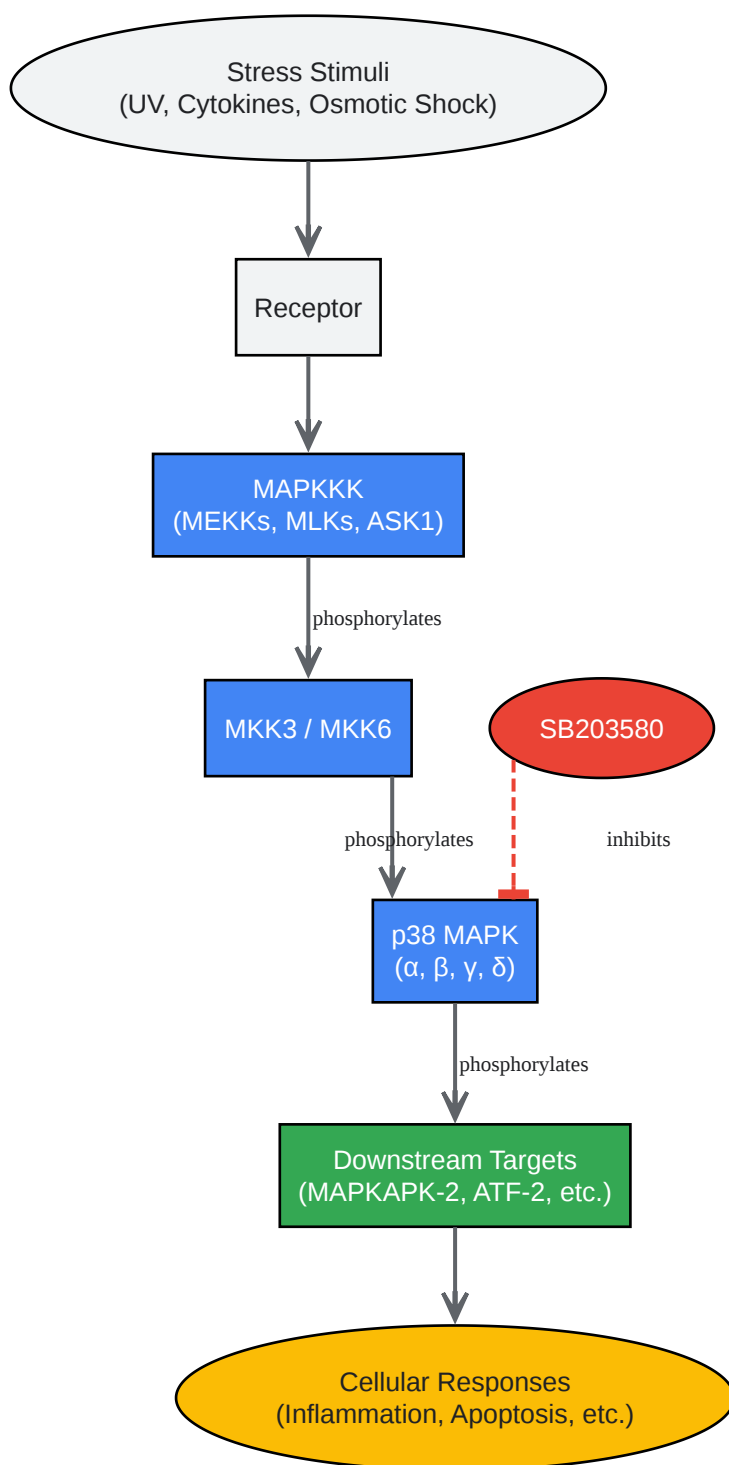 Stress Stimuli
(UV, Cytokines, Osmotic Shock)
Receptor
MAPKKK
(MEKKs, MLKs, ASK1)
phosphorylates
MKK3 / MKK6
SB203580
phosphorylates
inhibits
p38 MAPK
(α, β, γ, δ)
phosphorylates
Downstream Targets
(MAPKAPK-2, ATF-2, etc.)
Cellular Responses
(Inflammation, Apoptosis, etc.)